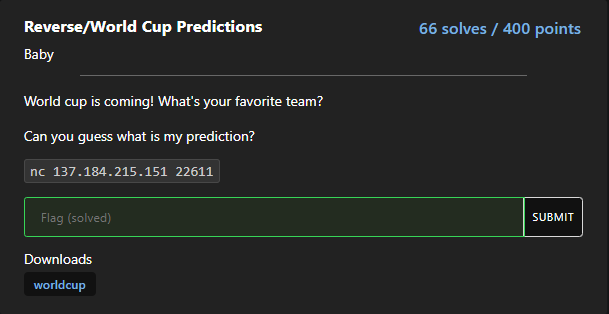 Reverse/World Cup Predictions
66 solves / 400 points
Baby
World cup is coming! What's your favorite team?
Can you guess what is my prediction?
nc 137.184.215.151 22611
Flag (solved)
SUBMIT
Downloads
worldcup